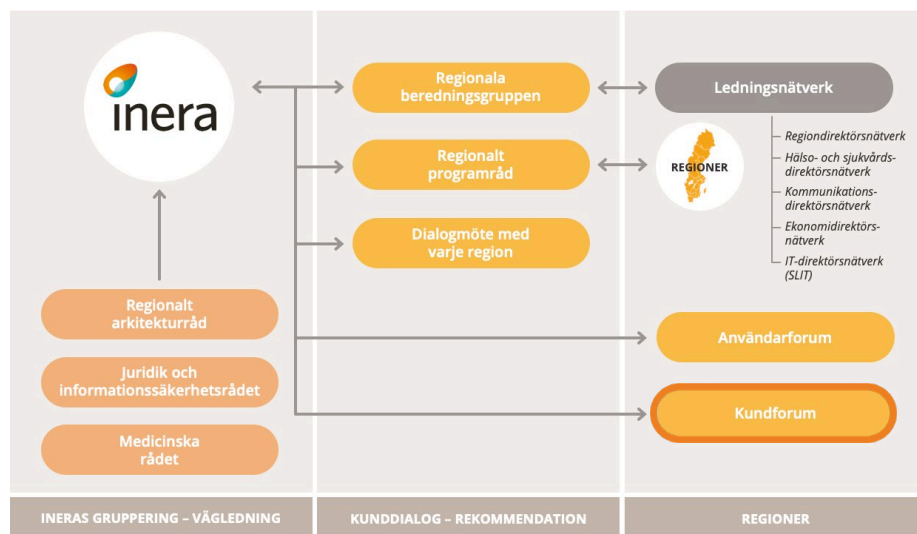 inera
Regionalt
arkitekturråd
Juridik och
informationssäkerhetsrådet
Medicinska
rådet
INERAS GRUPPERING – VÄGLEDNING
Regionala
beredningsgruppen
Regionalt
programråd
Dialogmöte med
varje region
KUNDDIALOG – REKOMMENDATION
Ledningsnätverk
REGIONER
Regiondirektörsnätverk
Hälso- och sjukvårds-
direktörsnätverk
Kommunikations-
direktörsnätverk
Ekonomidirektörs-
nätverk
IT-direktörsnätverk
(SLIT)
Användarforum
Kundforum
REGIONER